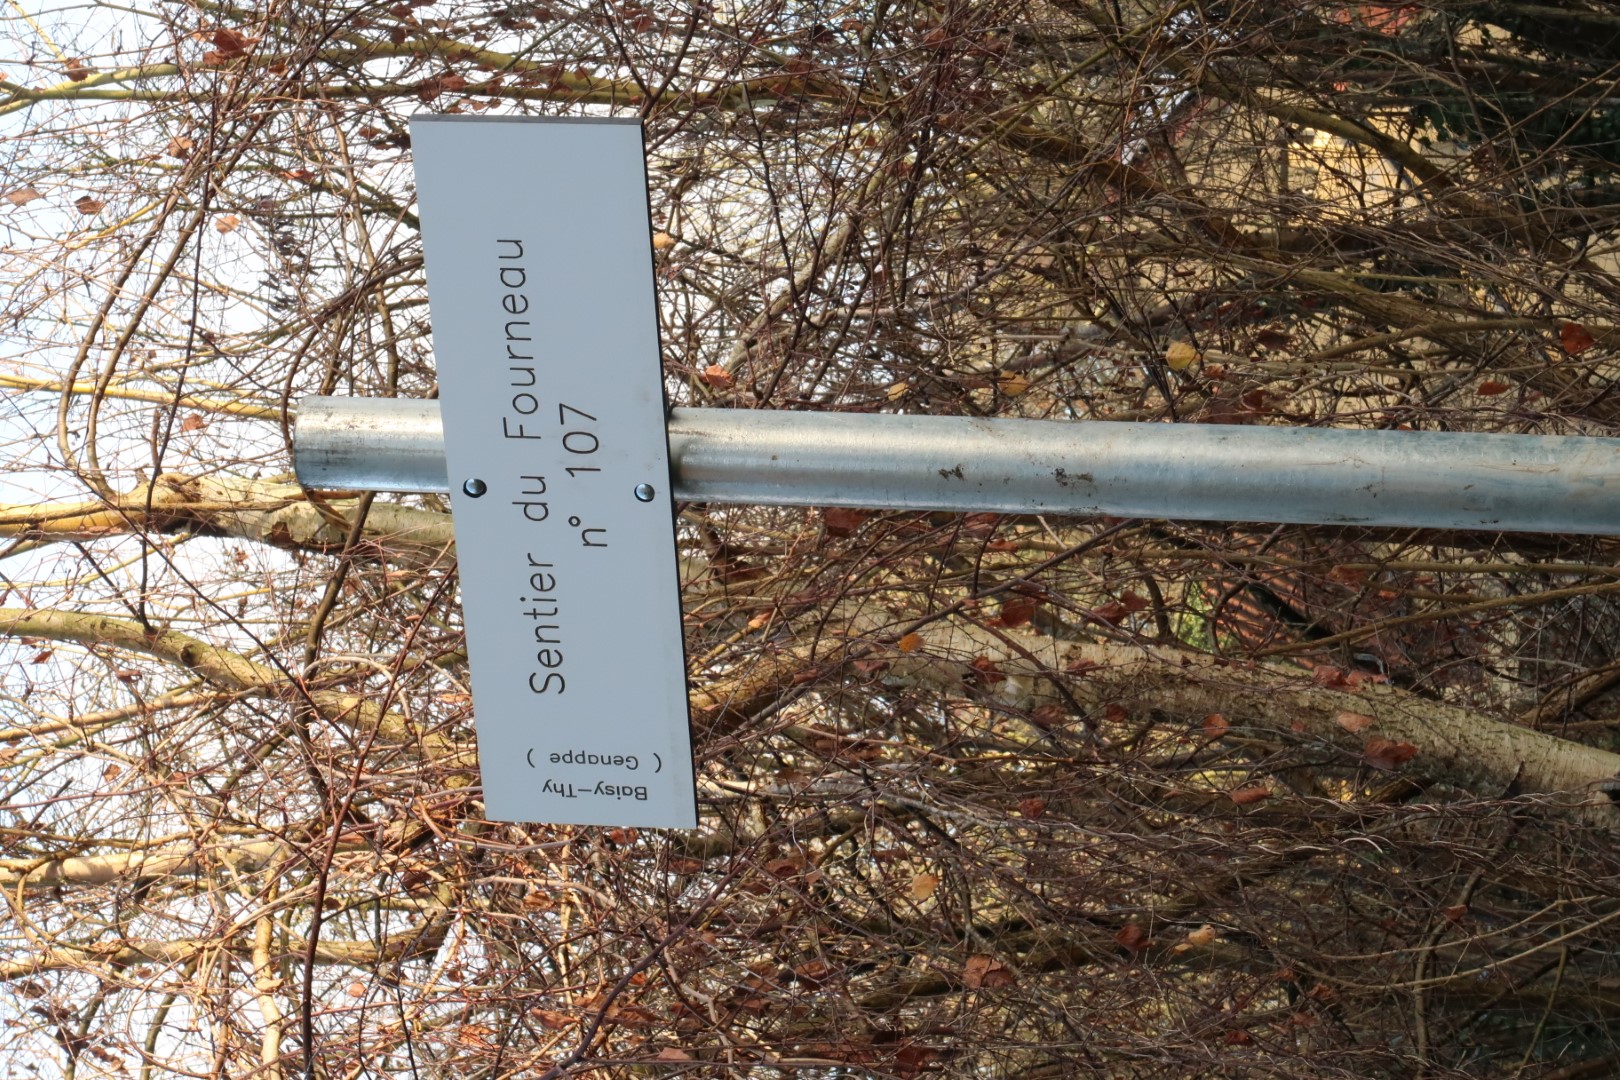 Baisy-Thy
( Genappe )
Sentier du Fourneau
n° 107